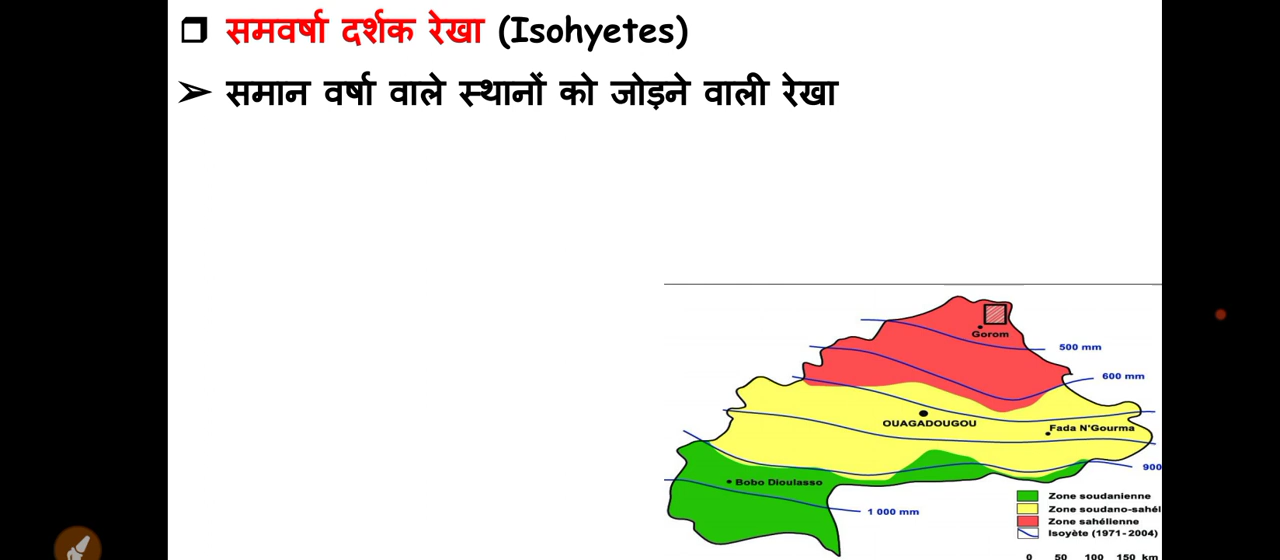 समवर्षा दर्शक रेखा (Isohyetes)
➢ समान वर्षा वाले स्थानों को जोड़ने वाली रेखा
Gorom
500 mm
600 mm
OUAGADOUGOU
Fada N'Gourma
900
Bobo Dioulasso
1 000 mm
Zone soudanienne
Zone soudano-sahél
Zone sahélienne
Isoyète (1971-2004)
0 50 100 150 km